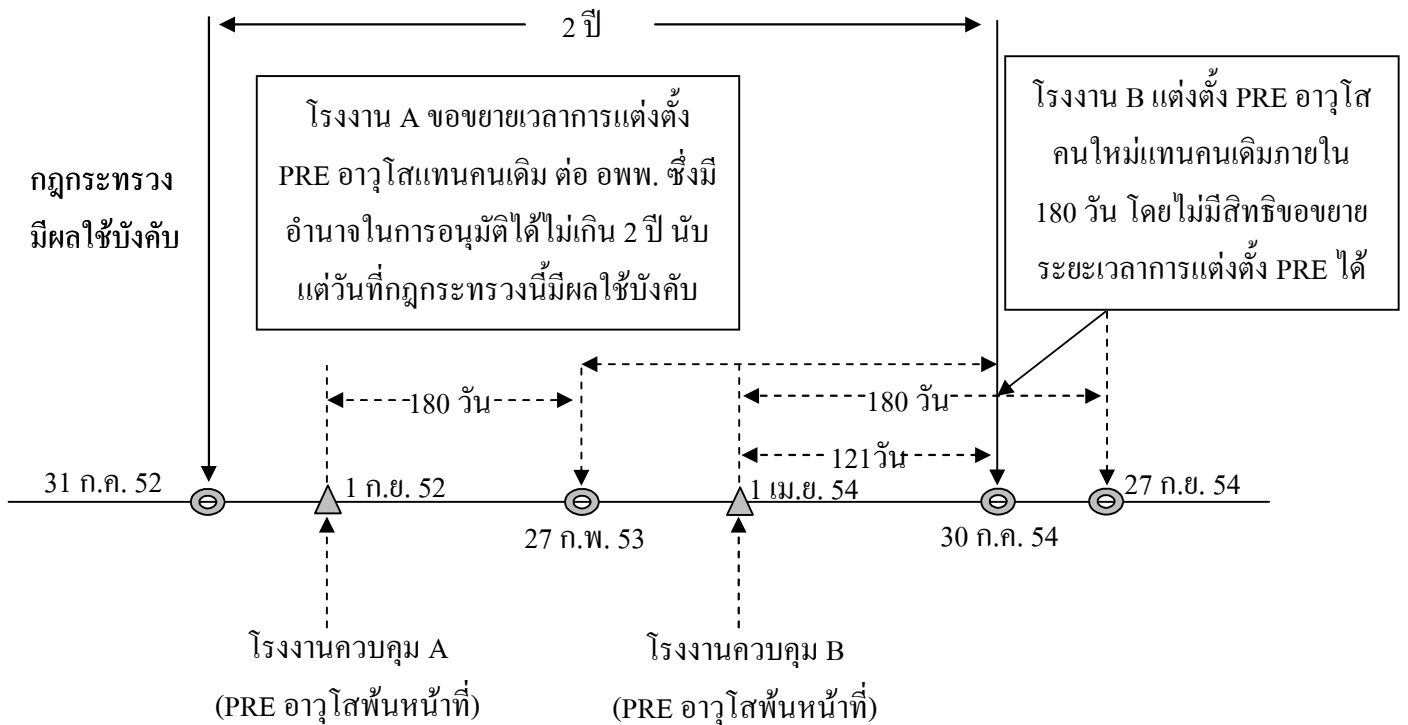 2 ปี
โรงงาน A ขอขยายเวลาการแต่งตั้ง
PRE อาวุโสแทนคนเดิม ต่อ อพพ. ซึ่งมี
อำนาจในการอนุมัติได้ไม่เกิน 2 ปี นับ
แต่วันที่กฎกระทรวงนี้มีผลใช้บังคับ
โรงงาน B แต่งตั้ง PRE อาวุโส
คนใหม่แทนคนเดิมภายใน
180 วัน โดยไม่มีสิทธิขอขยาย
ระยะเวลาการแต่งตั้ง PRE ได้
กฎกระทรวง
มีผลใช้บังคับ
180 วัน
180 วัน
121วัน
31 ก.ค. 52
1 ก.ย. 52
27 ก.พ. 53
1 เม.ย. 54
30 ก.ค. 54
27 ก.ย. 54
โรงงานควบคุม A
(PRE อาวุโสพ้นหน้าที่)
โรงงานควบคุม B
(PRE อาวุโสพ้นหน้าที่)